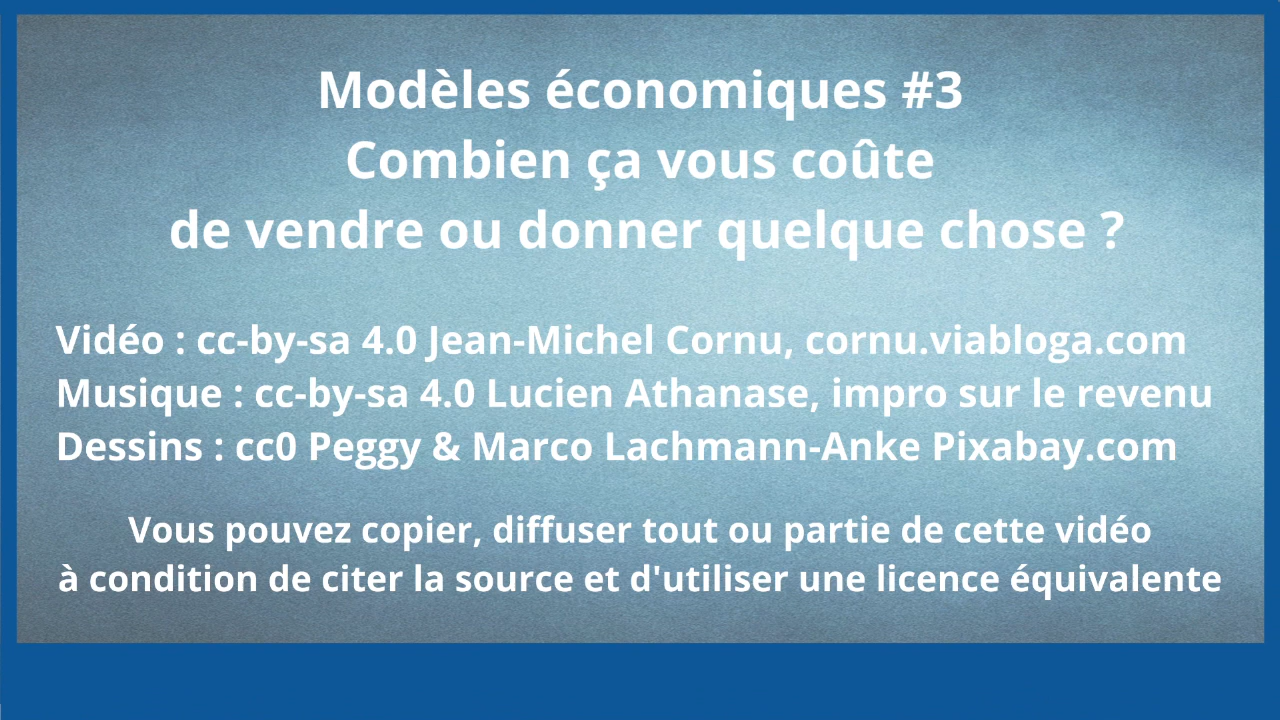 Modèles économiques #3
Combien ça vous coûte
de vendre ou donner quelque chose ?
Vidéo : cc-by-sa 4.0 Jean-Michel Cornu, cornu.viabloga.com
Musique : cc-by-sa 4.0 Lucien Athanase, impro sur le revenu
Dessins : cc0 Peggy & Marco Lachmann-Anke Pixabay.com
Vous pouvez copier, diffuser tout ou partie de cette vidéo
à condition de citer la source et d'utiliser une licence équivalente